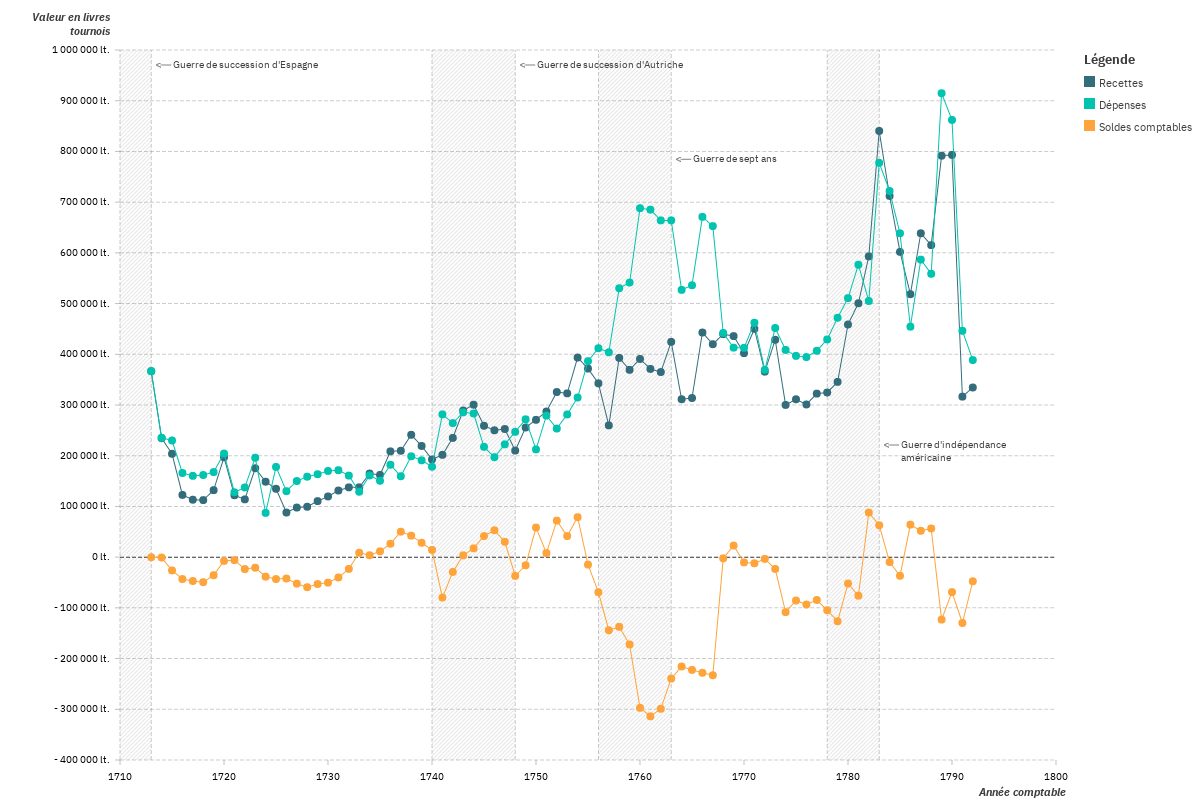 Valeur en livres
tournois
1 000 000 lt.
900 000 lt.
800 000 lt.
700 000 lt.
600 000 lt.
500 000 lt.
400 000 lt.
300 000 lt.
200 000 lt.
100 000 lt.
0 lt.
- 100 000 lt.
- 200 000 lt.
- 300 000 lt.
- 400 000 lt.
Guerre de succession d'Espagne
Guerre de succession d'Autriche
Guerre de sept ans
Guerre d'indépendance
américaine
1710 1720 1730 1740 1750 1760 1770 1780 1790 1800
Année comptable
Légende
Recettes
Dépenses
Soldes comptables